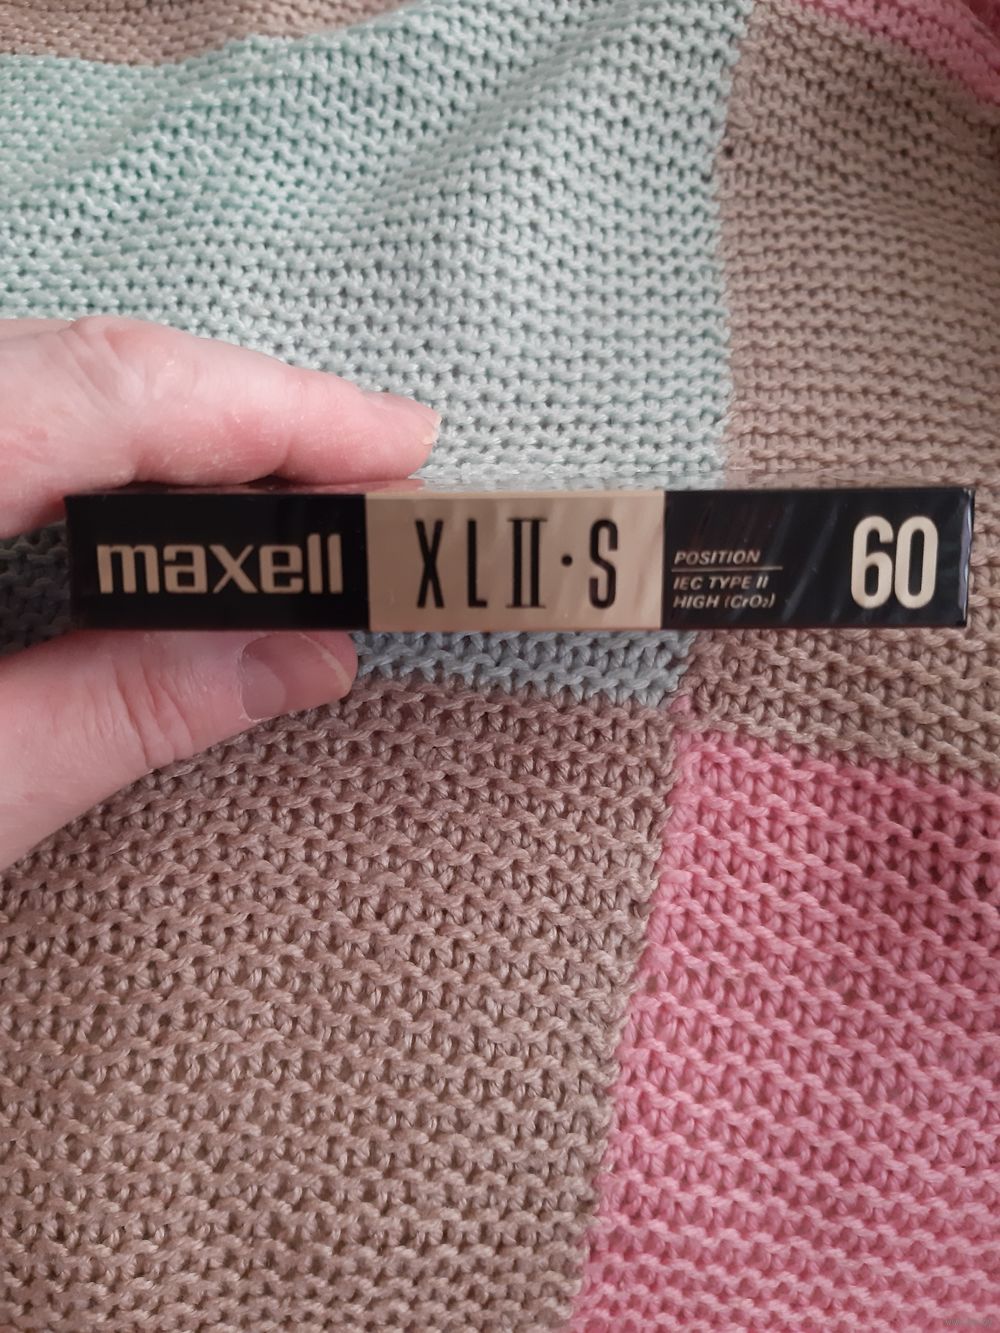 maxell
XLⅡ·S
POSITION
IEC TYPE II
HIGH (CrO₂)
60